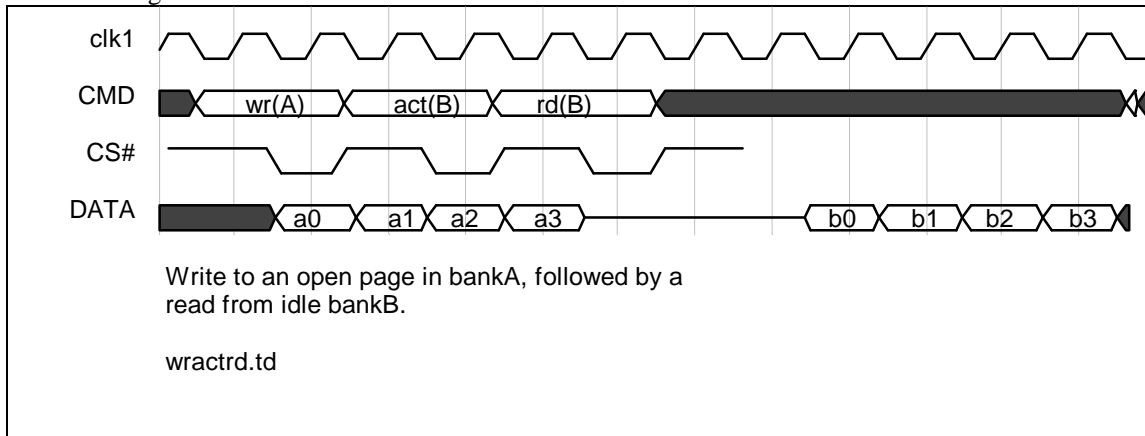 clk1
CMD wr(A) act(B) rd(B)
CS#
DATA a0 a1 a2 a3 b0 b1 b2 b3
Write to an open page in bankA, followed by a
read from idle bankB.
wractrd.td